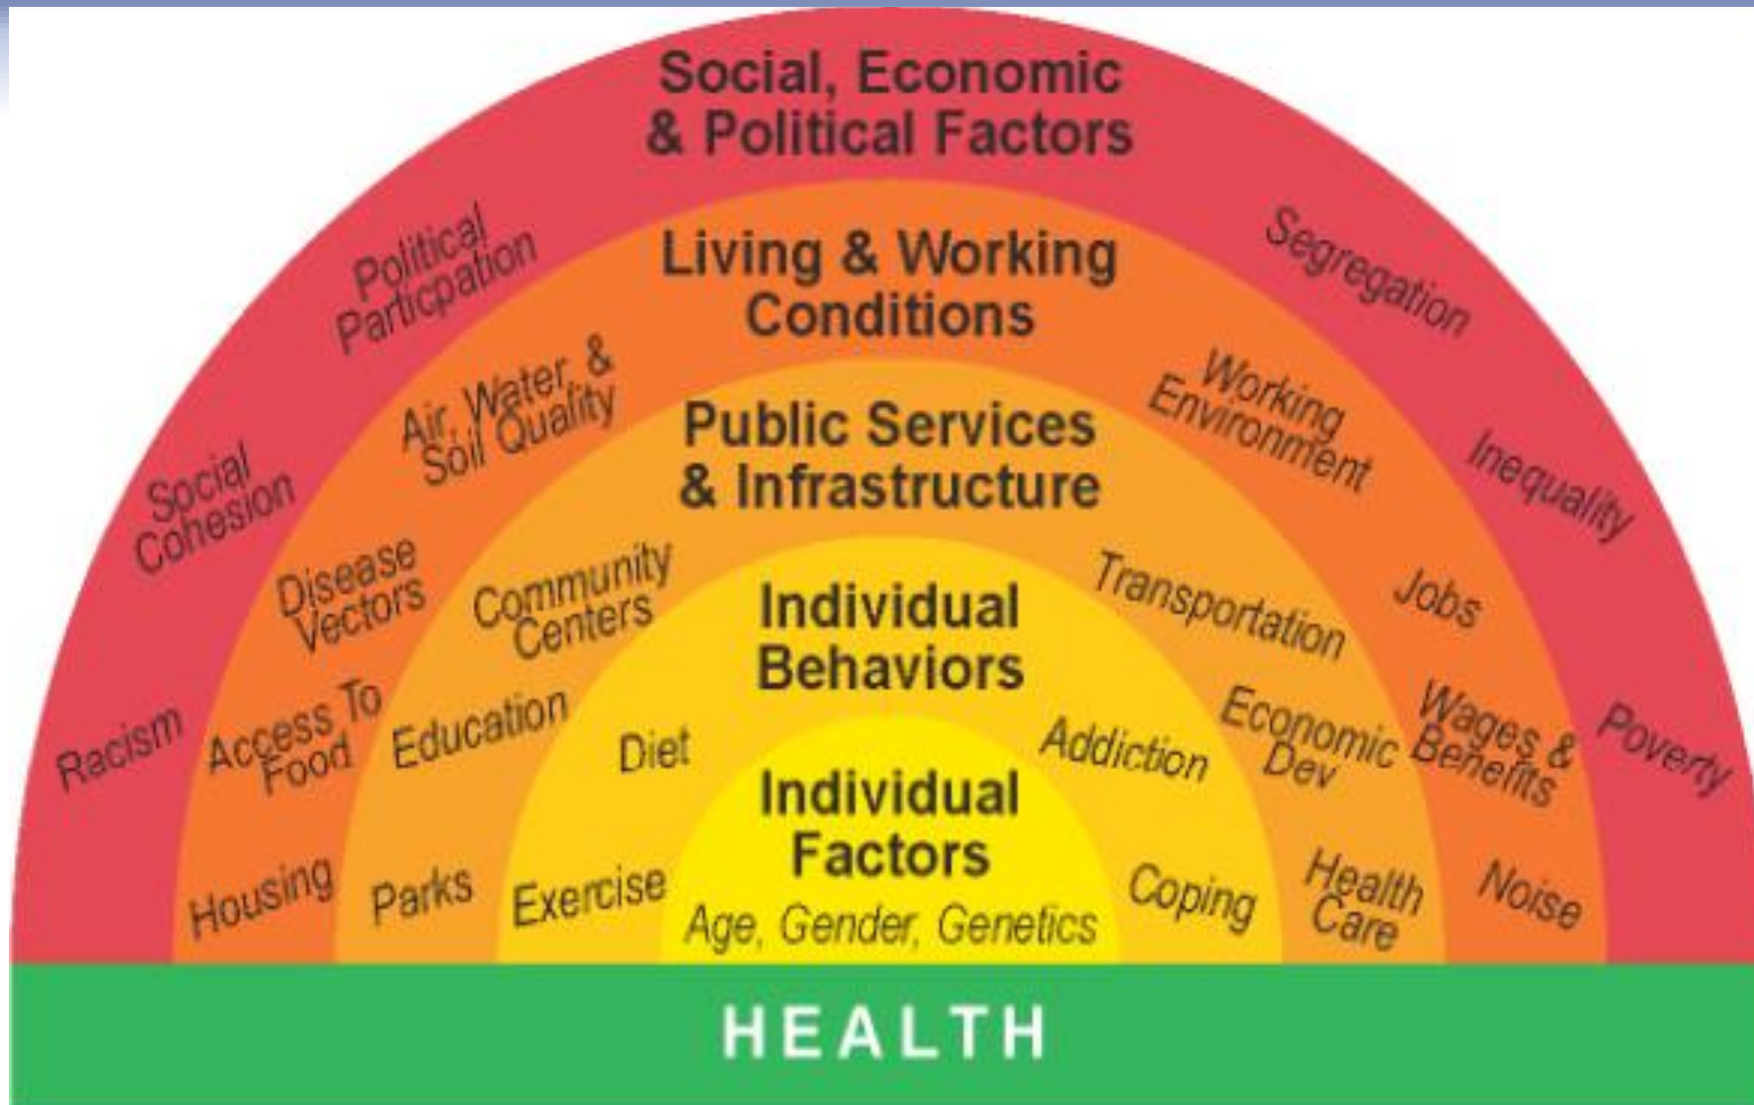 Social, Economic
& Political Factors
Political
Particpation
Segregation
Social
Cohesion
Inequality
Racism
Poverty
Living & Working
Conditions
Air, Water, &
Soil Quality
Working
Environment
Disease
Vectors
Jobs
Access To
Food
Wages &
Benefits
Housing
Noise
Public Services
& Infrastructure
Community
Centers
Transportation
Education
Economic
Dev
Parks
Health
Care
Individual
Behaviors
Diet
Addiction
Exercise
Coping
Individual
Factors
Age, Gender, Genetics
HEALTH